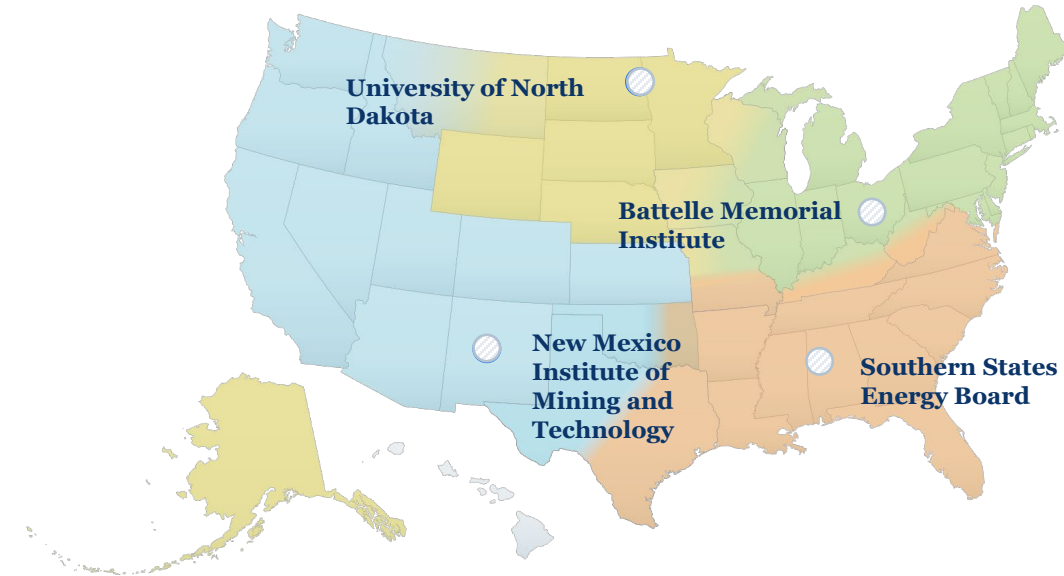 University of North
Dakota
Battelle Memorial
Institute
New Mexico
Institute of
Mining and
Technology
Southern States
Energy Board